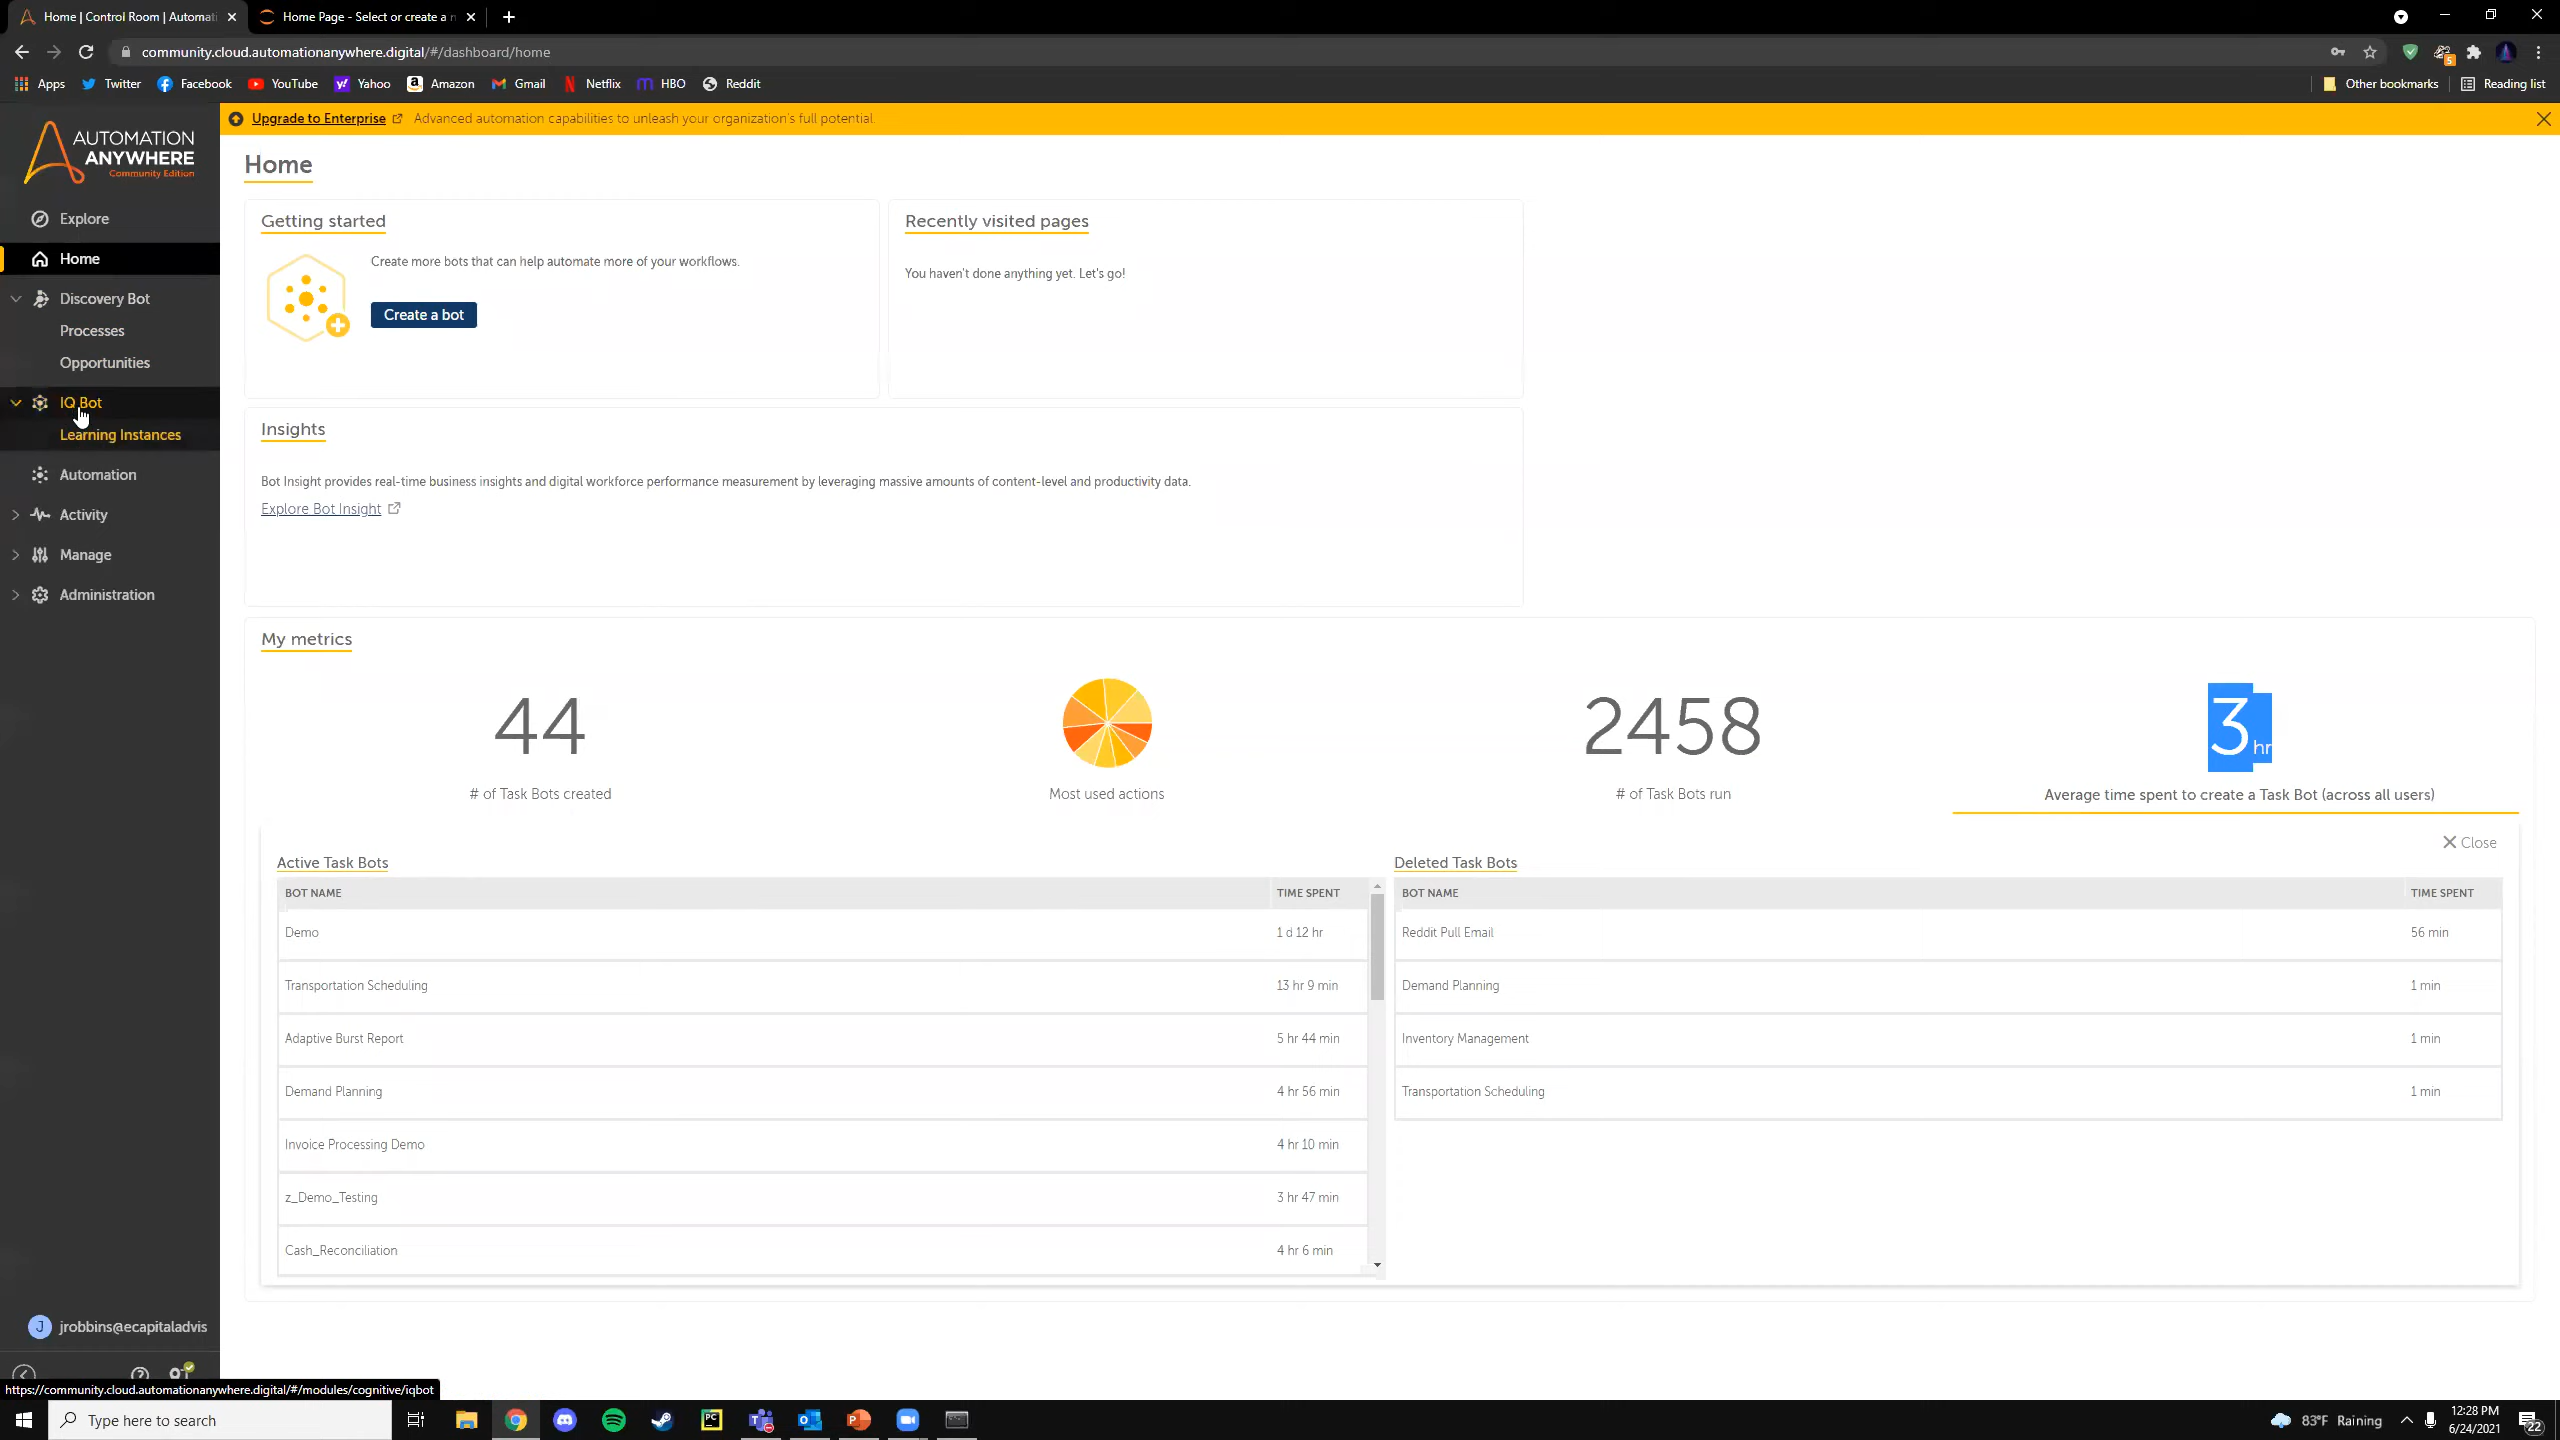 Home | Control Room | Automati
Home Page - Select or create a n
community.cloud.automationanywhere.digital/#/dashboard/home
Apps
Twitter
Facebook
YouTube
Yahoo
Amazon
Gmail
Netflix
HBO
Reddit
Other bookmarks
Reading list
AUTOMATION
ANYWHERE
Community Edition
Upgrade to Enterprise
Advanced automation capabilities to unleash your organization's full potential.
Explore
Home
Discovery Bot
Processes
Opportunities
IQ Bot
Learning Instances
Automation
Activity
Manage
Administration
jrobbins@ecapitaladvis
Home
Getting started
Create more bots that can help automate more of your workflows.
Create a bot
Recently visited pages
You haven't done anything yet. Let's go!
Insights
Bot Insight provides real-time business insights and digital workforce performance measurement by leveraging massive amounts of content-level and productivity data.
Explore Bot Insight
My metrics
44
# of Task Bots created
Most used actions
2458
# of Task Bots run
3 hr
Average time spent to create a Task Bot (across all users)
Close
Active Task Bots
BOT NAME TIME SPENT
Demo 1 d 12 hr
Transportation Scheduling 13 hr 9 min
Adaptive Burst Report 5 hr 44 min
Demand Planning 4 hr 56 min
Invoice Processing Demo 4 hr 10 min
z_Demo_Testing 3 hr 47 min
Cash_Reconciliation 4 hr 6 min
Deleted Task Bots
BOT NAME TIME SPENT
Reddit Pull Email 56 min
Demand Planning 1 min
Inventory Management 1 min
Transportation Scheduling 1 min
https://community.cloud.automationanywhere.digital/#/modules/cognitive/iqbot
Type here to search
83°F Raining
12:28 PM
6/24/2021
22